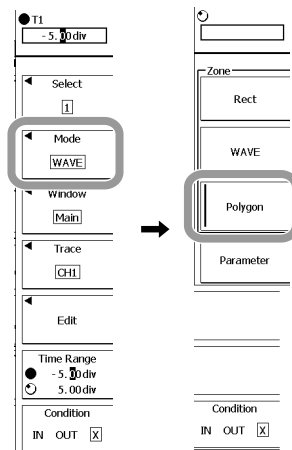 T1
- 5. 00div
Select
1
Mode
WAVE
Window
Main
Trace
CH1
Edit
Time Range
- 5. 00div
5. 00div
Condition
IN OUT X
Zone
Rect
WAVE
Polygon
Parameter
Condition
IN OUT X